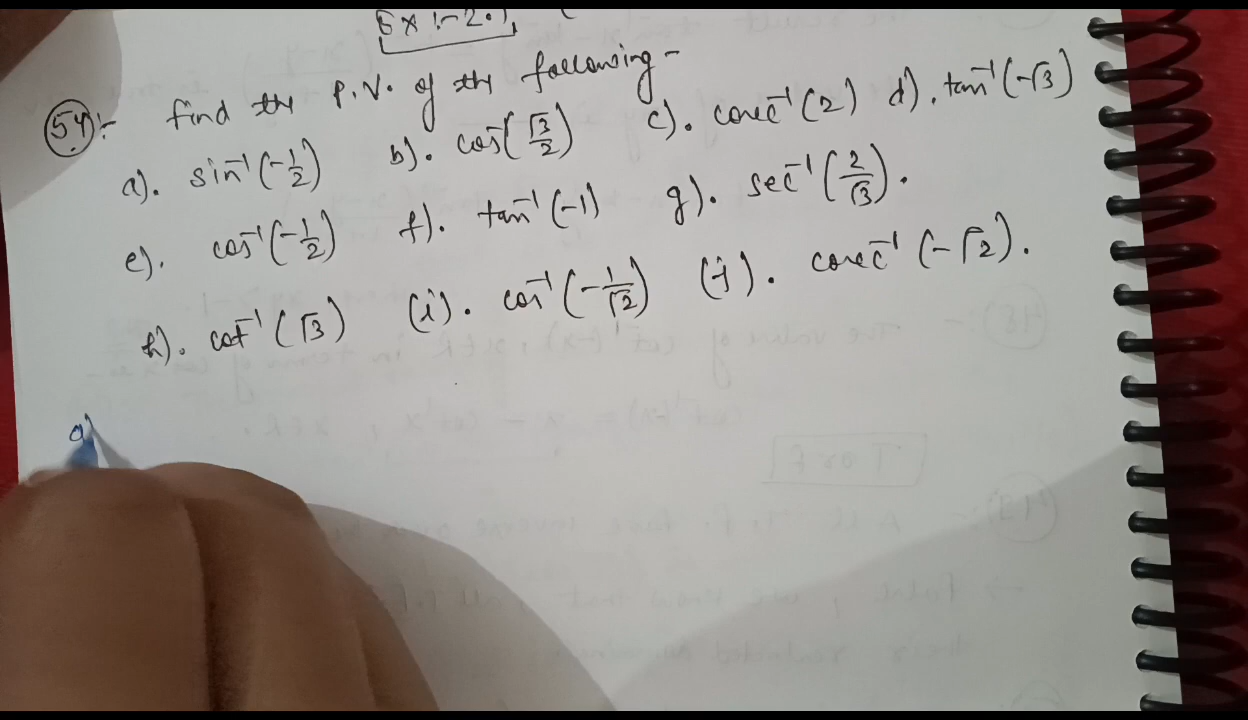 (54):- find the P.V. of the following -
a). sin⁻¹(-1/2) b). cos⁻¹(√3/2) c). cosec⁻¹(2) d). tan⁻¹(-√3)
e). cos⁻¹(-1/2) f). tan⁻¹(-1) g). sec⁻¹(2/√3).
h). cot⁻¹(√3) (i). cos⁻¹(-1/√2) (j). cosec⁻¹(-√2).
a)